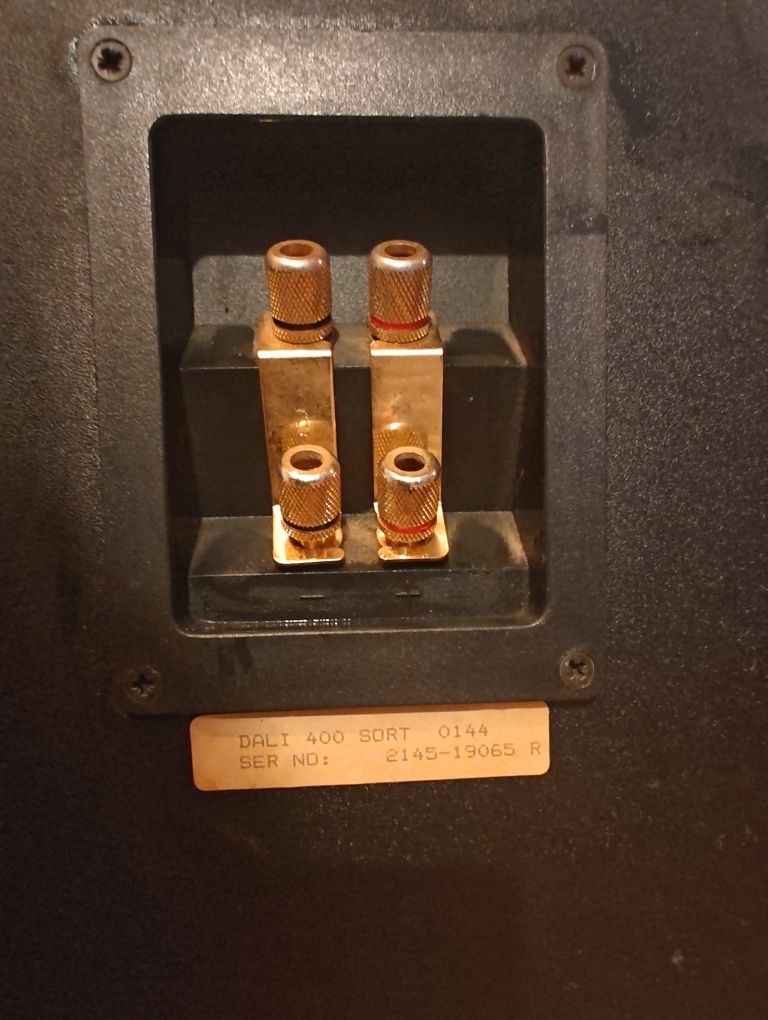 − +
DALI 400 SORT 0144
SER NO: 2145-19065 R